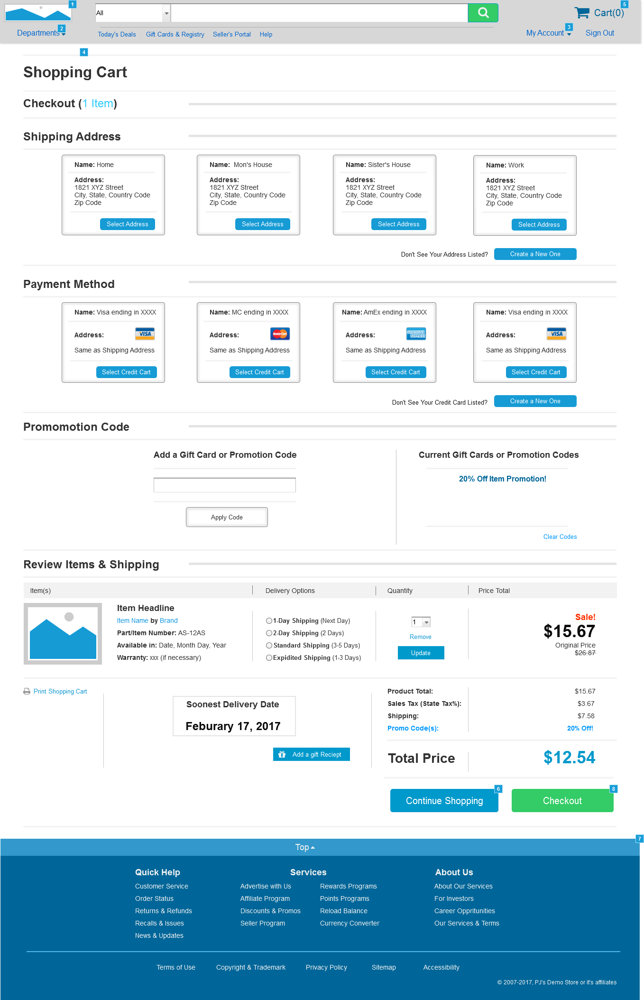 1
All
5
Cart(0)
Departments 2
Today's Deals Gift Cards & Registry Seller's Portal Help
My Account 3 Sign Out
4
Shopping Cart
Checkout (1 Item)
Shipping Address
Name: Home
Address:
1821 XYZ Street
City, State, Country Code
Zip Code
Select Address
Name: Mon's House
Address:
1821 XYZ Street
City, State, Country Code
Zip Code
Select Address
Name: Sister's House
Address:
1821 XYZ Street
City, State, Country Code
Zip Code
Select Address
Name: Work
Address:
1821 XYZ Street
City, State, Country Code
Zip Code
Select Address
Don't See Your Address Listed? Create a New One
Payment Method
Name: Visa ending in XXXX
Address: VISA
Same as Shipping Address
Select Credit Cart
Name: MC ending in XXXX
Address: MasterCard
Same as Shipping Address
Select Credit Cart
Name: AmEx ending in XXXX
Address: AMERICAN EXPRESS
Same as Shipping Address
Select Credit Cart
Name: Visa ending in XXXX
Address: VISA
Same as Shipping Address
Select Credit Cart
Don't See Your Credit Card Listed? Create a New One
Promomotion Code
Add a Gift Card or Promotion Code
Apply Code
Current Gift Cards or Promotion Codes
20% Off Item Promotion!
Clear Codes
Review Items & Shipping
Item(s) Delivery Options Quantity Price Total
Item Headline
Item Name by Brand
Part/Item Number: AS-12AS
Available in: Date, Month Day, Year
Warranty: xxx (if necessary)
1-Day Shipping (Next Day)
2-Day Shipping (2 Days)
Standard Shipping (3-5 Days)
Expidited Shipping (1-3 Days)
1
Remove
Update
Sale!
$15.67
Original Price
$26.87
Print Shopping Cart
Soonest Delivery Date
Feburary 17, 2017
Add a gift Reciept
Product Total: $15.67
Sales Tax (State Tax%): $3.67
Shipping: $7.58
Promo Code(s): 20% Off!
Total Price $12.54
6
Continue Shopping
8
Checkout
7
Top
Quick Help
Customer Service
Order Status
Returns & Refunds
Recalls & Issues
News & Updates
Services
Advertise with Us
Affiliate Program
Discounts & Promos
Seller Program
Rewards Programs
Points Programs
Reload Balance
Currency Converter
About Us
About Our Services
For Investors
Career Oppritunities
Our Services & Terms
Terms of Use Copyright & Trademark Privacy Policy Sitemap Accessibility
© 2007-2017, PJ's Demo Store or it's affiliates